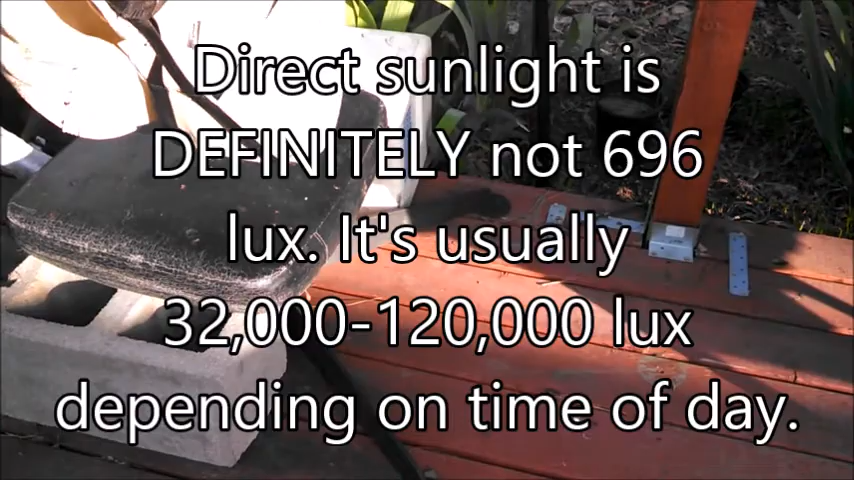 Direct sunlight is
DEFINITELY not 696
lux. It's usually
32,000-120,000 lux
depending on time of day.